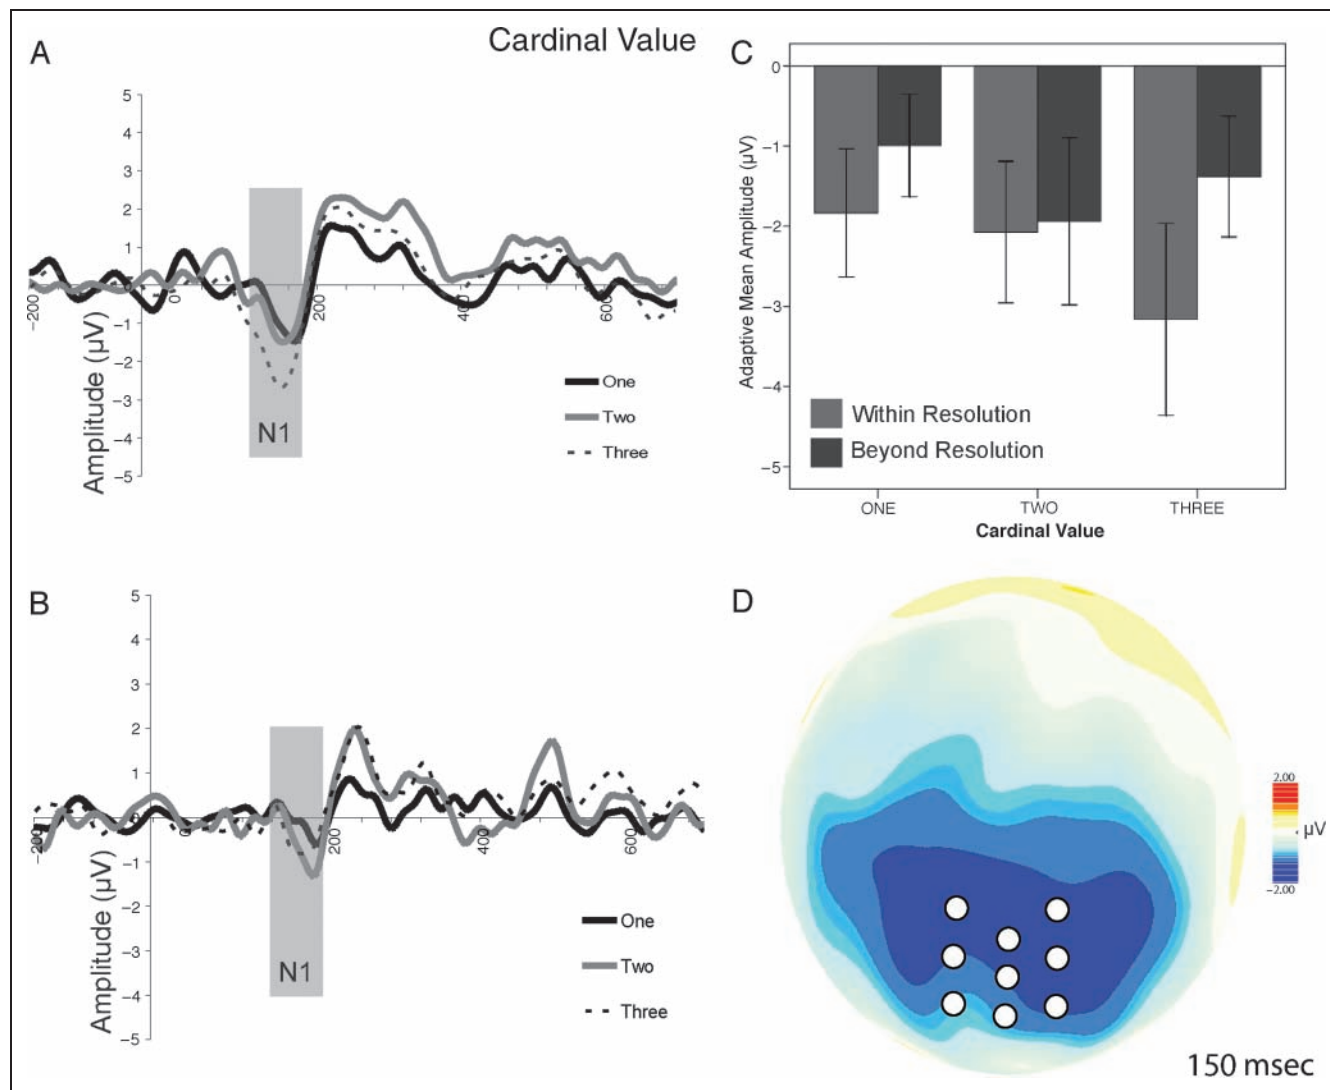 Cardinal Value
A
5
4
3
2
1
0
-1
-2
-3
-4
-5
-200
0
200
400
600
Amplitude (μV)
N1
One
Two
Three
C
0
-1
-2
-3
-4
-5
Adaptive Mean Amplitude (μV)
Within Resolution
Beyond Resolution
ONE TWO THREE
Cardinal Value
B
5
4
3
2
1
0
-1
-2
-3
-4
-5
-200
0
200
400
600
Amplitude (μV)
N1
One
Two
Three
D
2.00
μV
-2.00
150 msec